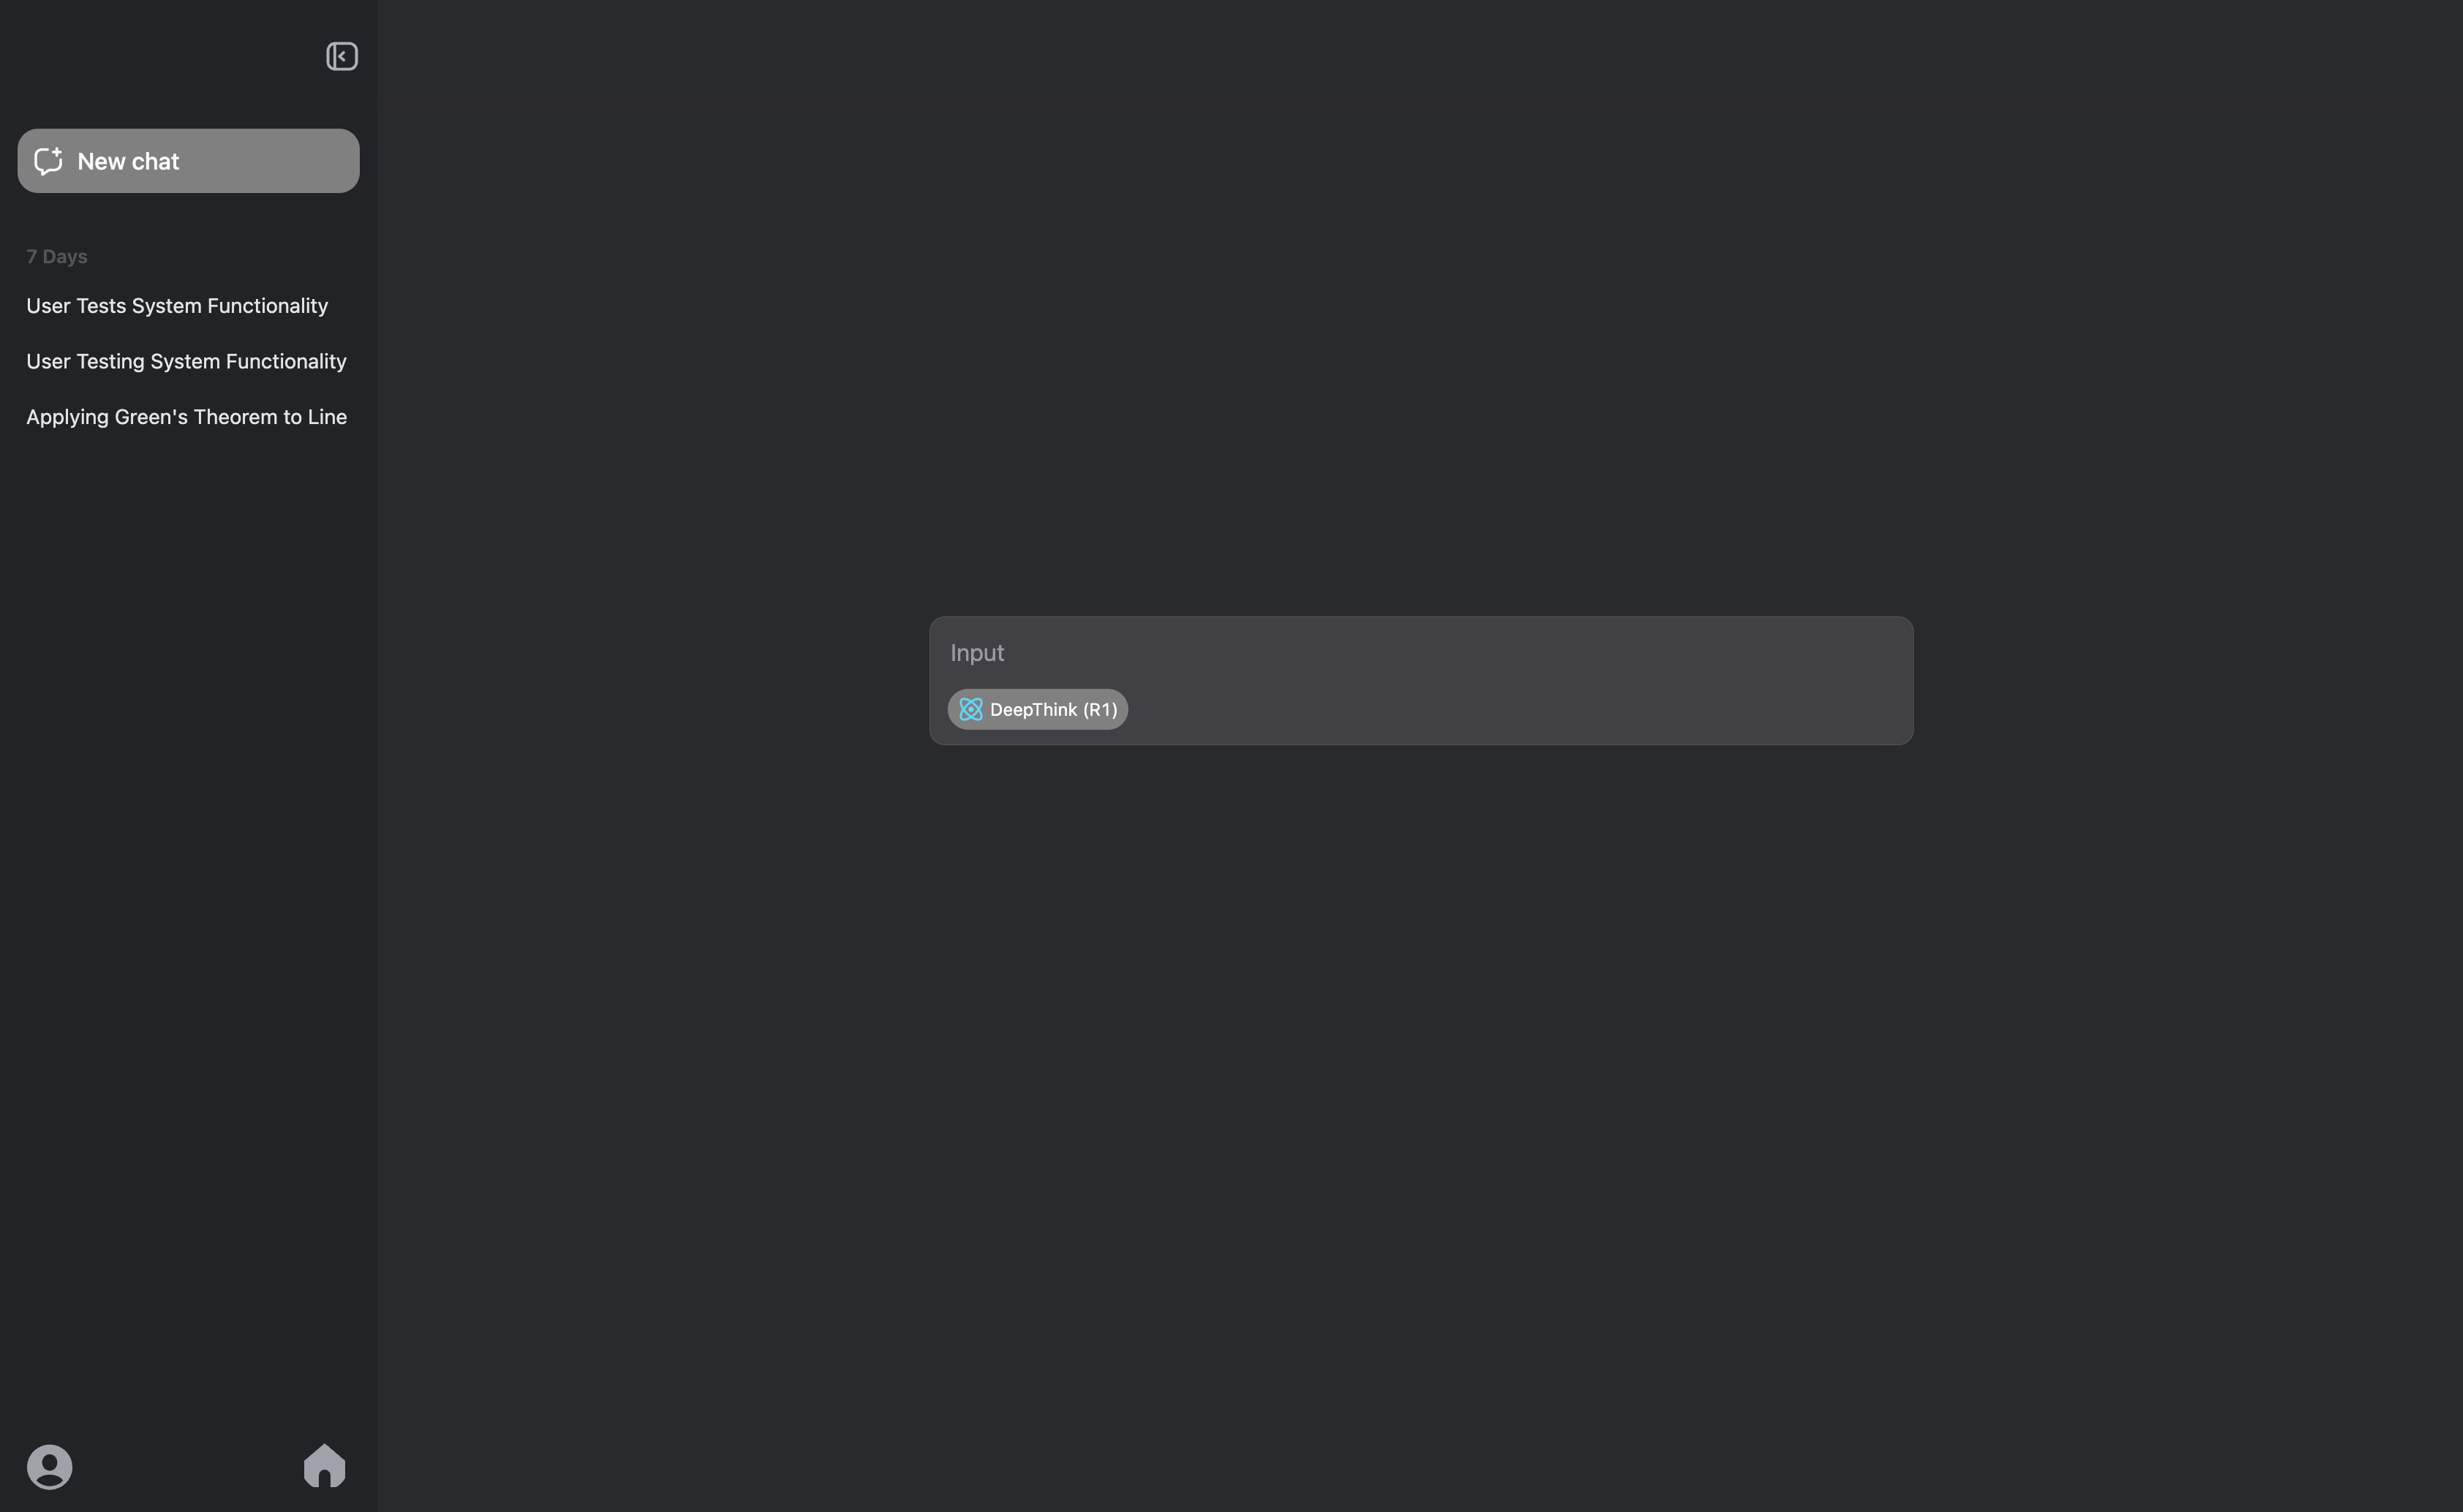 New chat
7 Days
User Tests System Functionality
User Testing System Functionality
Applying Green's Theorem to Line
Input
DeepThink (R1)